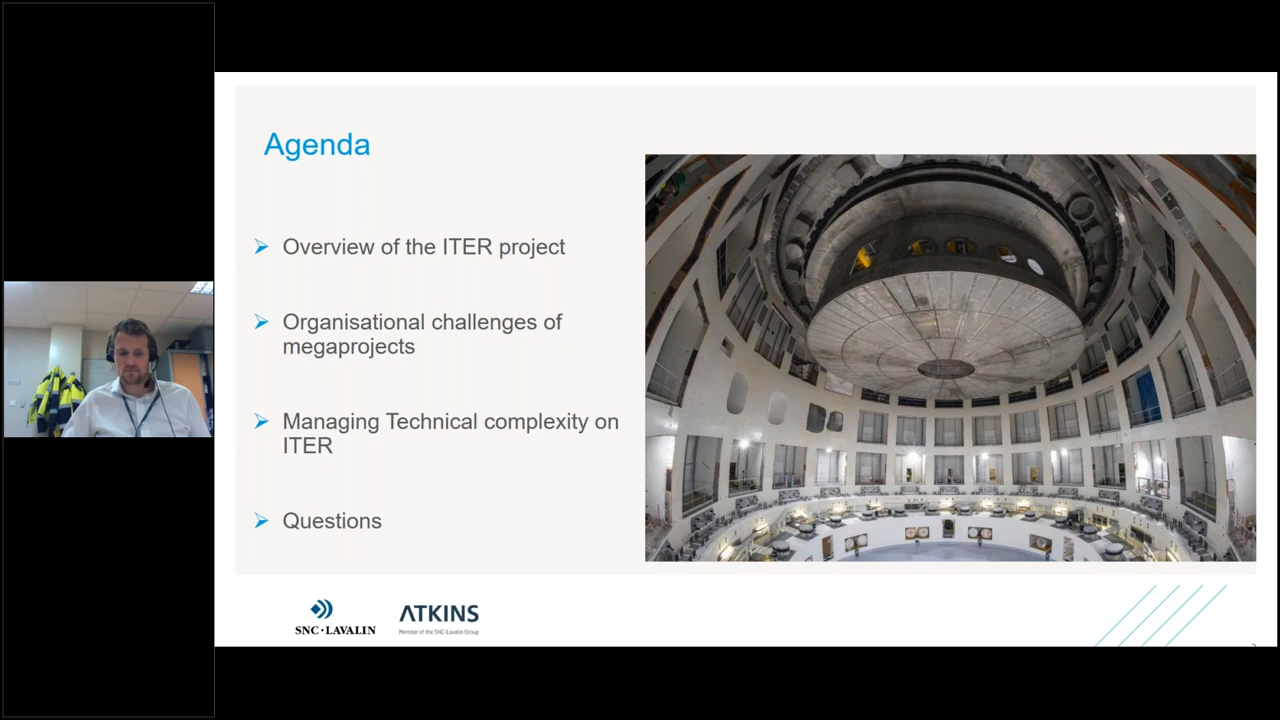 Agenda
Overview of the ITER project
Organisational challenges of
megaprojects
Managing Technical complexity on
ITER
Questions
SNC·LAVALIN
ATKINS
Member of the SNC-Lavalin Group